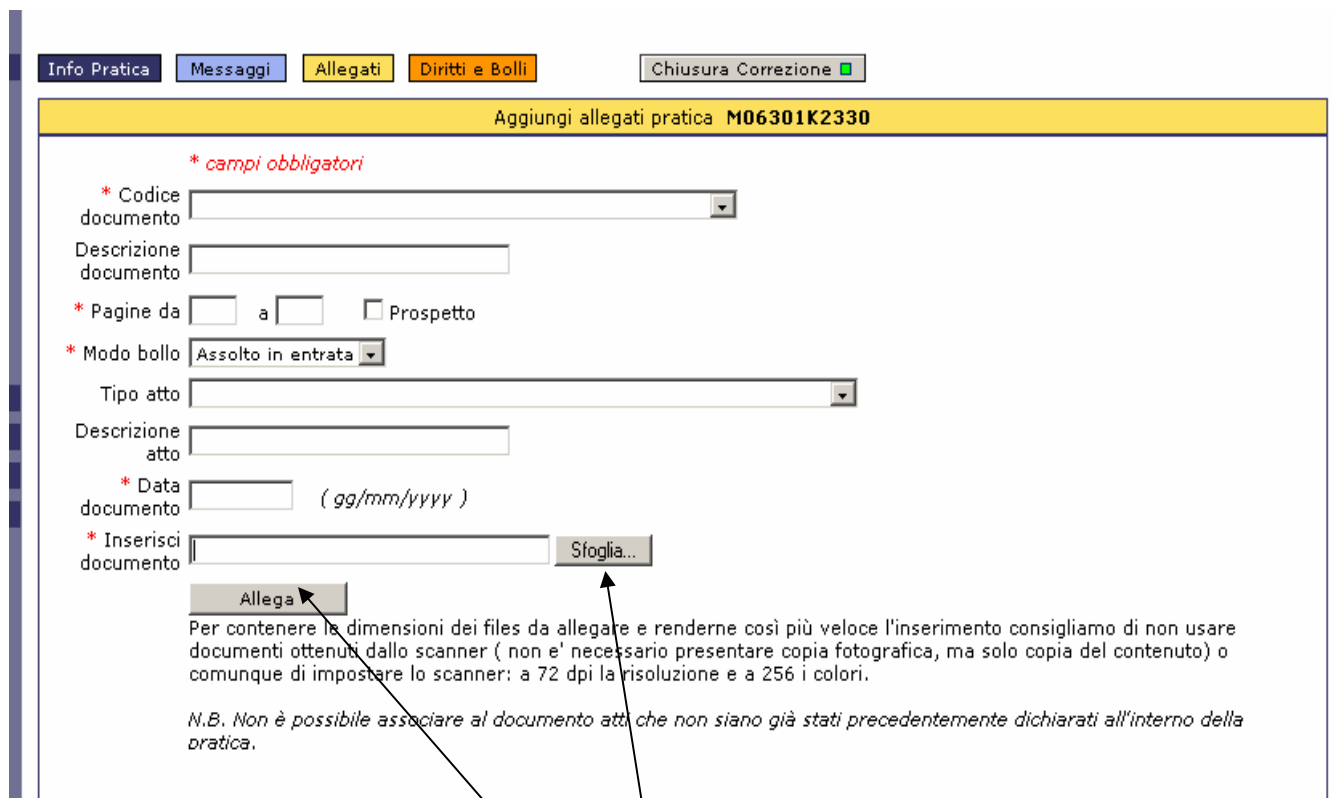 Info Pratica Messaggi Allegati Diritti e Bolli Chiusura Correzione
Aggiungi allegati pratica M06301K2330
* campi obbligatori
* Codice
documento
Descrizione
documento
* Pagine da a Prospetto
* Modo bollo Assolto in entrata
Tipo atto
Descrizione
atto
* Data
documento ( gg/mm/yyyy )
* Inserisci
documento Sfoglia...
Allega
Per contenere le dimensioni dei files da allegare e renderne così più veloce l'inserimento consigliamo di non usare
documenti ottenuti dallo scanner ( non e' necessario presentare copia fotografica, ma solo copia del contenuto) o
comunque di impostare lo scanner: a 72 dpi la risoluzione e a 256 i colori.
N.B. Non è possibile associare al documento atti che non siano già stati precedentemente dichiarati all'interno della
pratica.